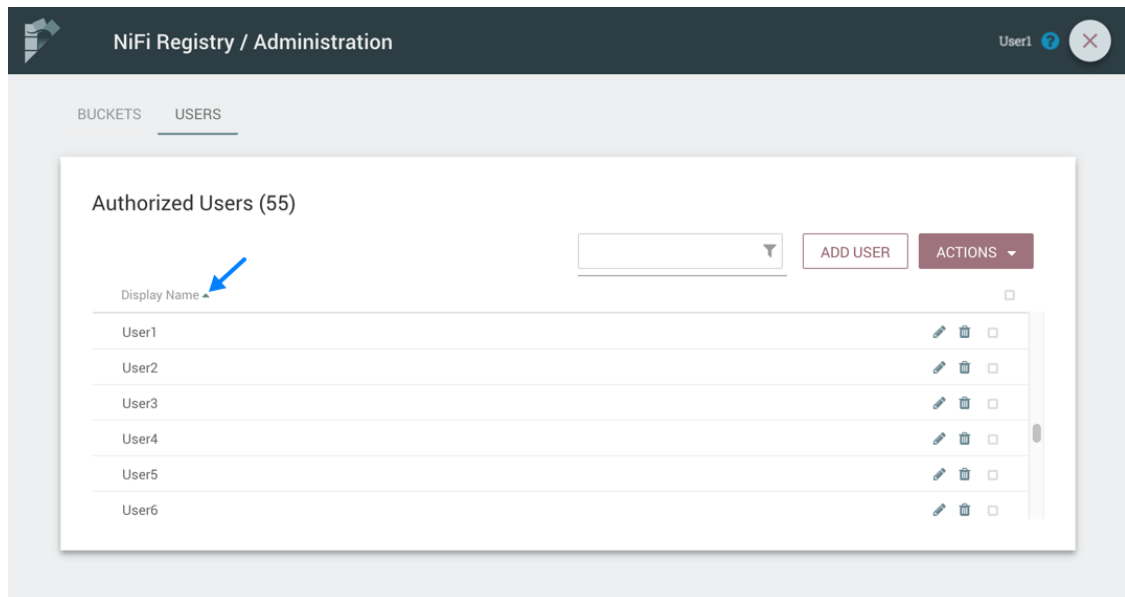 NiFi Registry / Administration
User1
BUCKETS USERS
Authorized Users (55)
ADD USER ACTIONS
Display Name
User1
User2
User3
User4
User5
User6